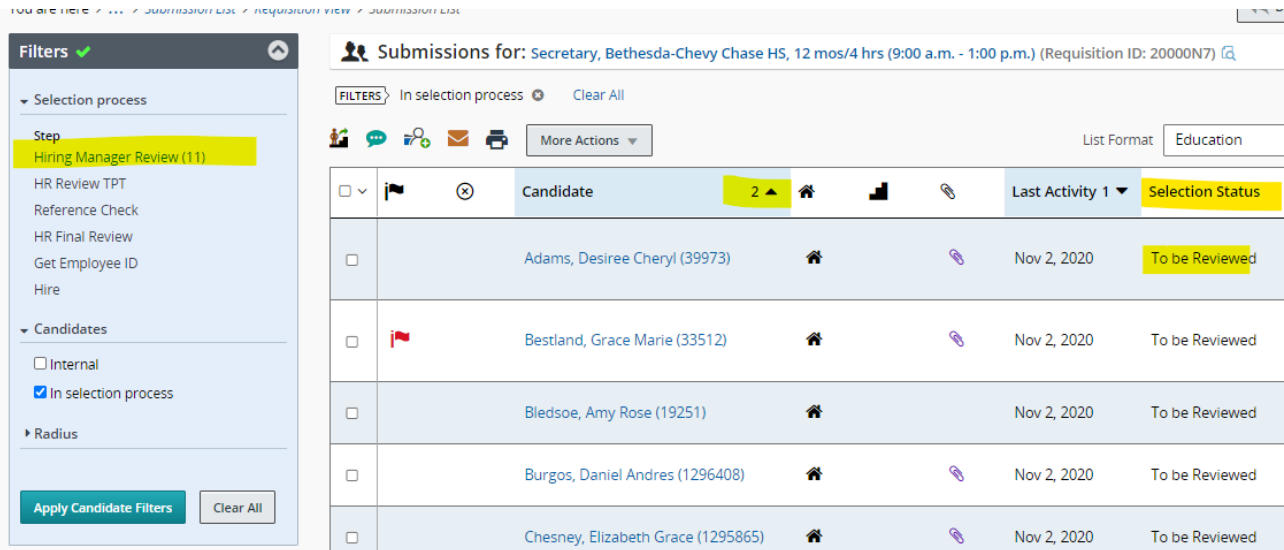 You are here > ... > Submission List > Requisition View > Submission List
Filters
Submissions for: Secretary, Bethesda-Chevy Chase HS, 12 mos/4 hrs (9:00 a.m. - 1:00 p.m.) (Requisition ID: 20000N7)
Selection process
FILTERS In selection process Clear All
Step
Hiring Manager Review (11)
HR Review TPT
Reference Check
HR Final Review
Get Employee ID
Hire
Candidates
Internal
In selection process
Radius
Apply Candidate Filters Clear All
More Actions List Format Education
Candidate 2 Last Activity 1 Selection Status
Adams, Desiree Cheryl (39973) Nov 2, 2020 To be Reviewed
Bestland, Grace Marie (33512) Nov 2, 2020 To be Reviewed
Bledsoe, Amy Rose (19251) Nov 2, 2020 To be Reviewed
Burgos, Daniel Andres (1296408) Nov 2, 2020 To be Reviewed
Chesney, Elizabeth Grace (1295865) Nov 2, 2020 To be Reviewed